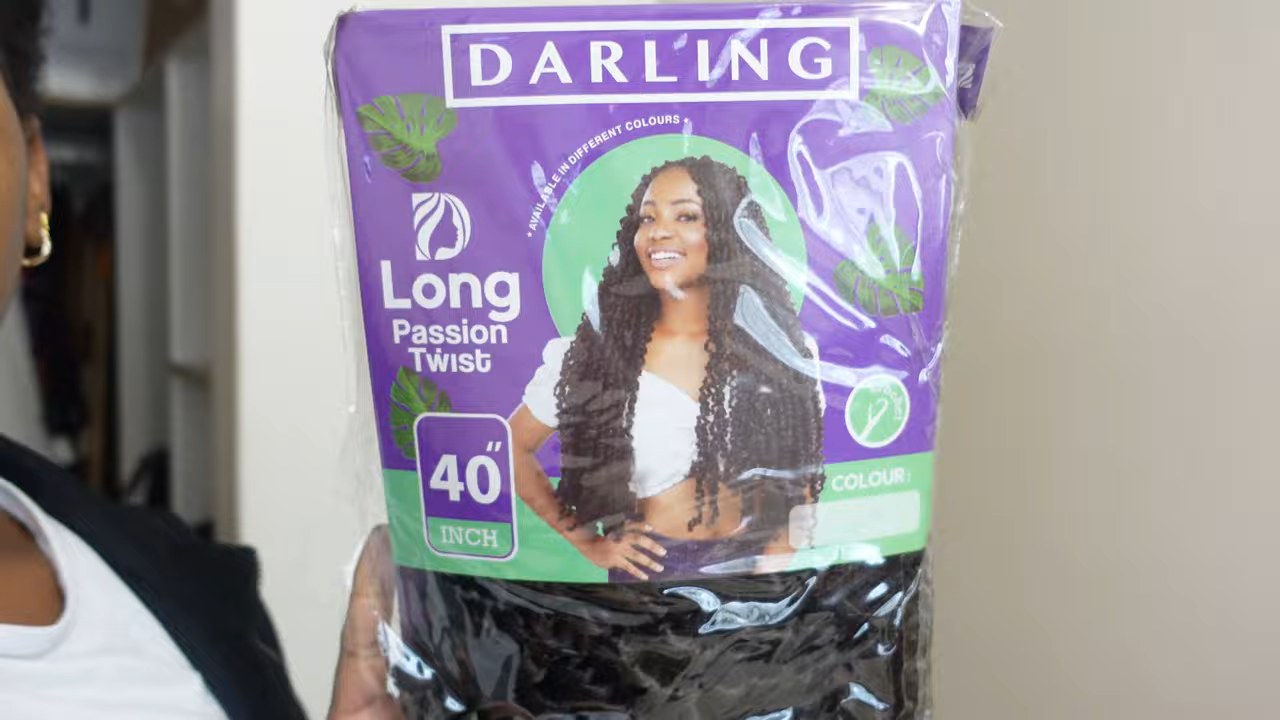 DARLING
* AVAILABLE IN DIFFERENT COLOURS *
Long
Passion
Twist
40"
INCH
COLOUR: